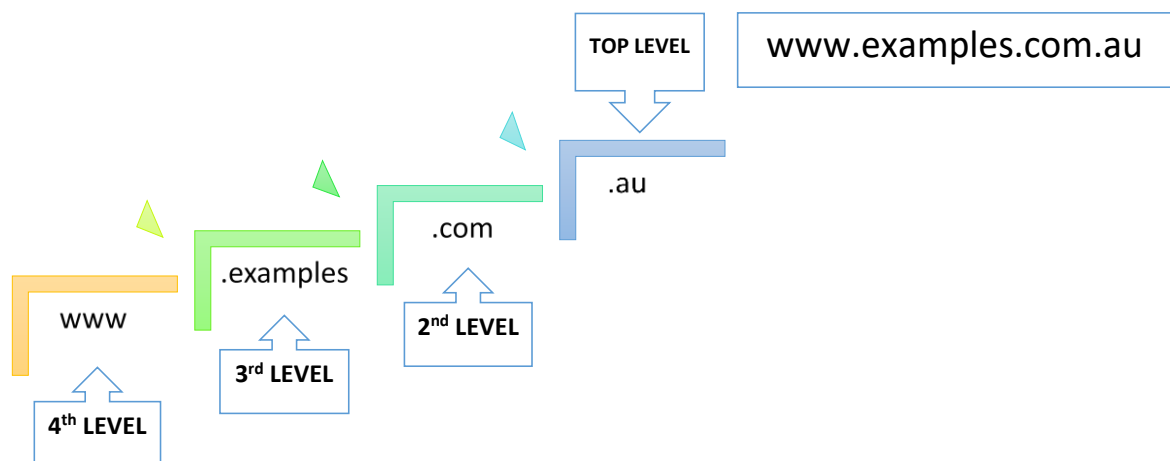 TOP LEVEL
www.examples.com.au
.au
.com
.examples
www
2nd LEVEL
3rd LEVEL
4th LEVEL